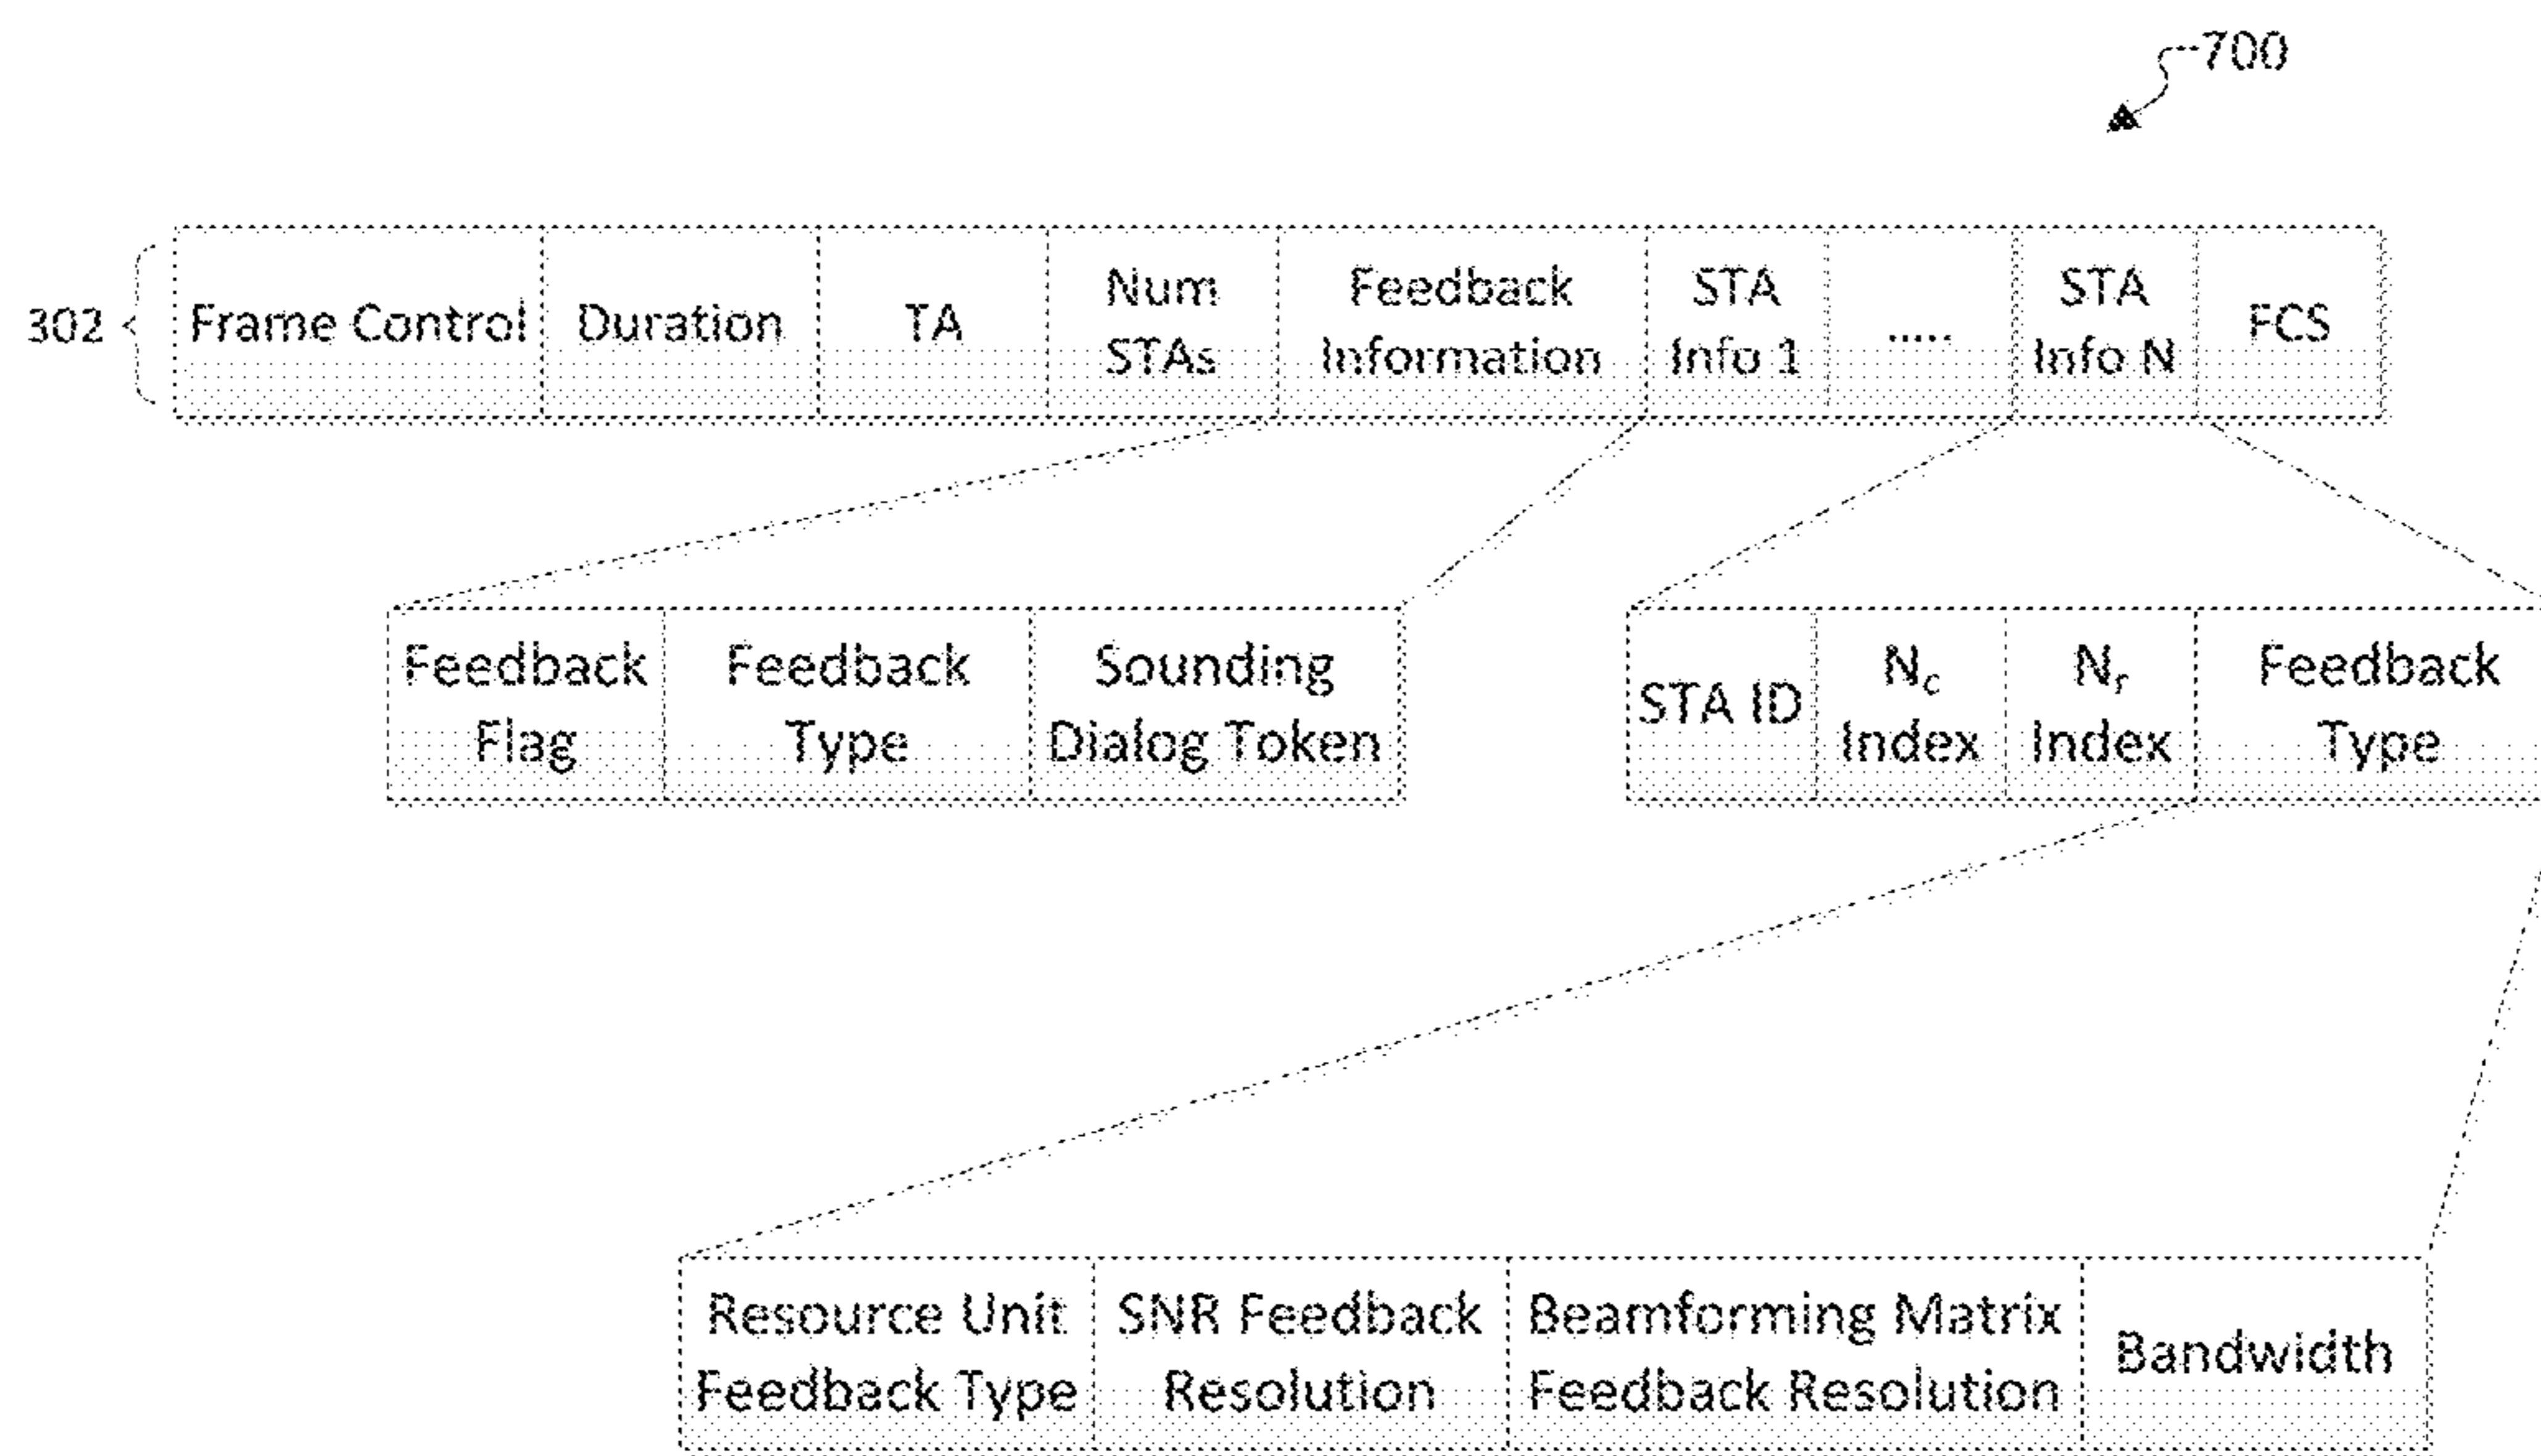 700
302
Frame Control
Duration
TA
Num
STAs
Feedback
Information
STA
Info 1
.....
STA
Info N
FCS
Feedback
Flag
Feedback
Type
Sounding
Dialog Token
STA ID
Nc
Index
Nr
Index
Feedback
Type
Resource Unit
Feedback Type
SNR Feedback
Resolution
Beamforming Matrix
Feedback Resolution
Bandwidth